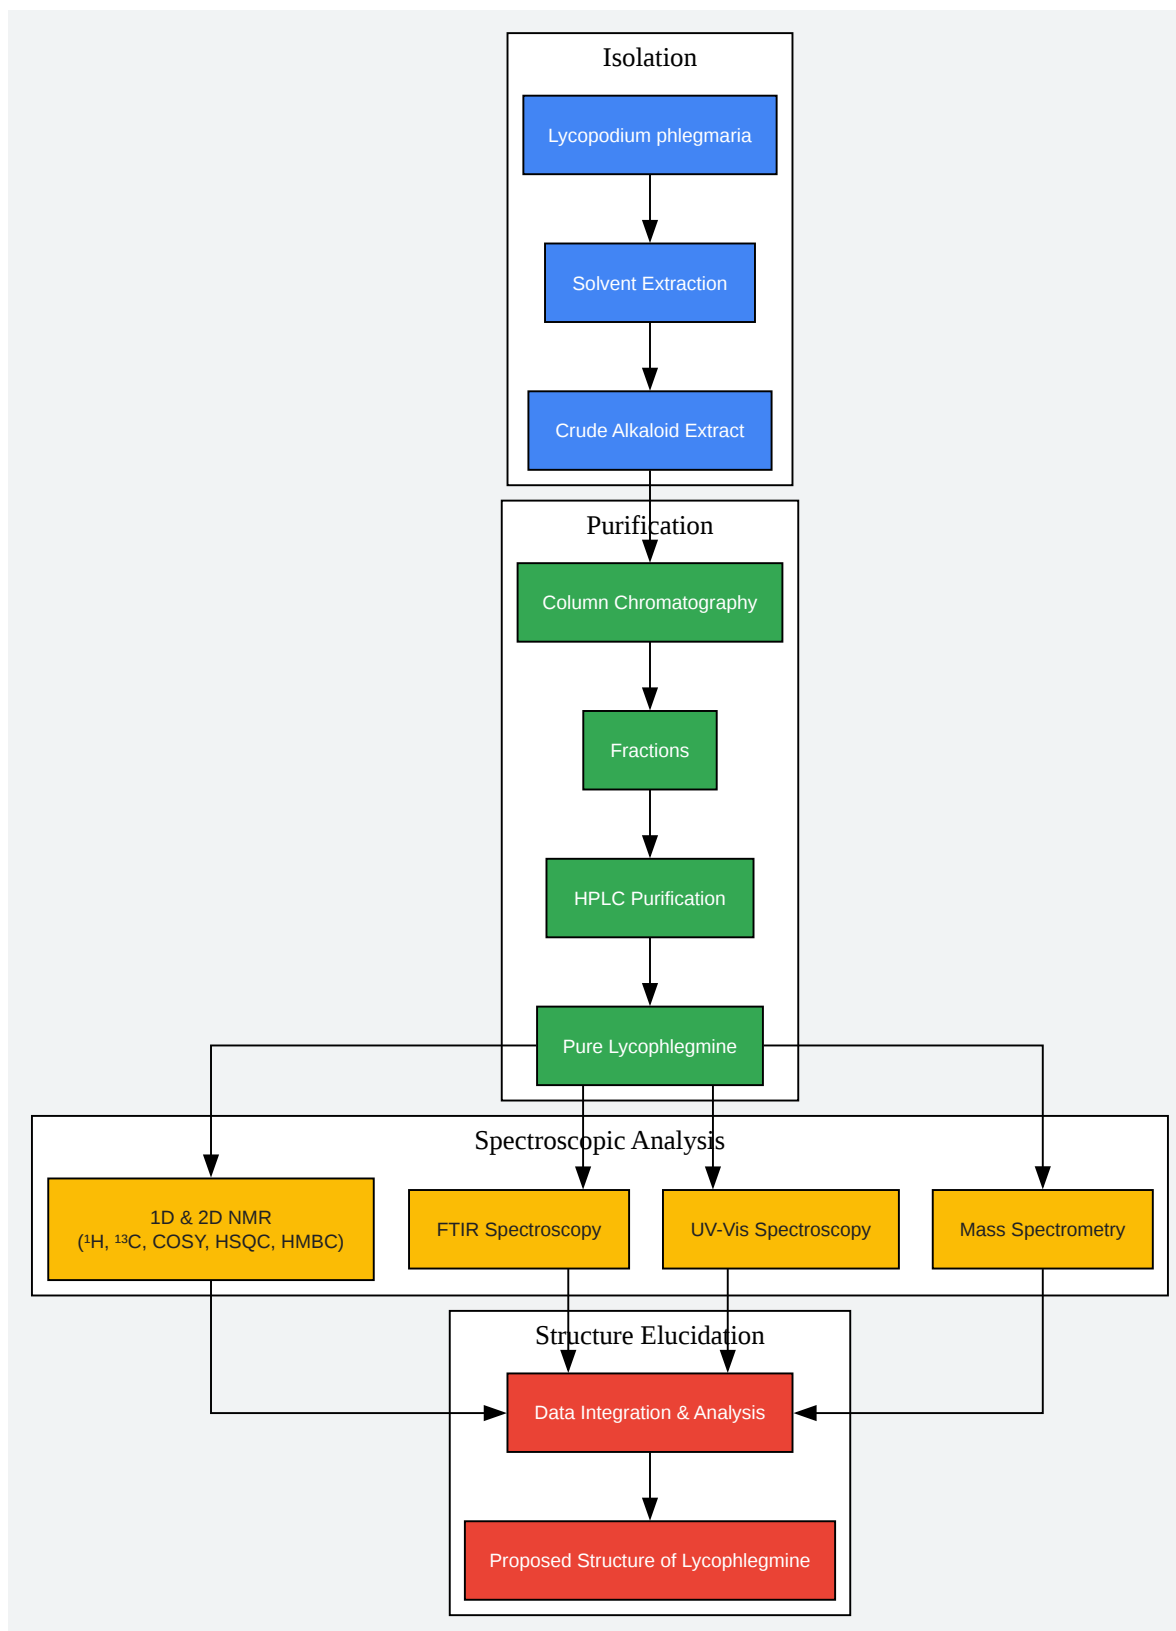 Isolation
Lycopodium phlegmaria
Solvent Extraction
Crude Alkaloid Extract
Purification
Column Chromatography
Fractions
HPLC Purification
Pure Lycophlegmine
Spectroscopic Analysis
1D & 2D NMR
(¹H, ¹³C, COSY, HSQC, HMBC)
FTIR Spectroscopy
UV-Vis Spectroscopy
Mass Spectrometry
Structure Elucidation
Data Integration & Analysis
Proposed Structure of Lycophlegmine